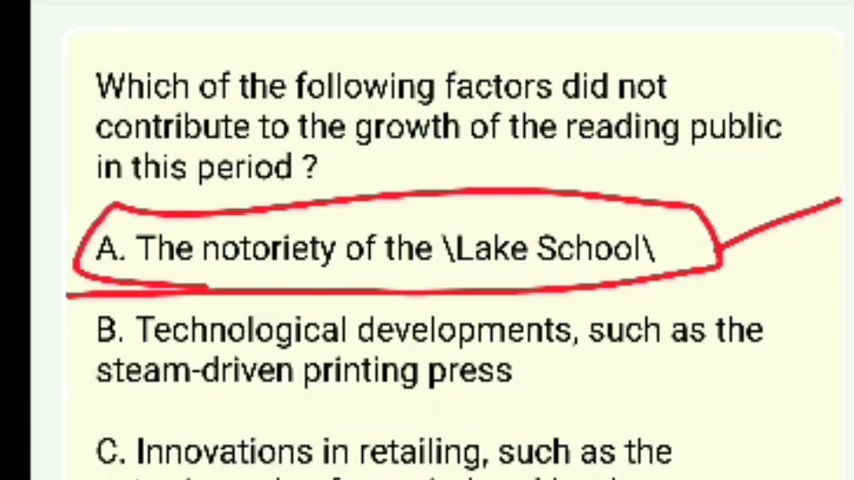 Which of the following factors did not
contribute to the growth of the reading public
in this period ?
A. The notoriety of the \Lake School\
B. Technological developments, such as the
steam-driven printing press
C. Innovations in retailing, such as the